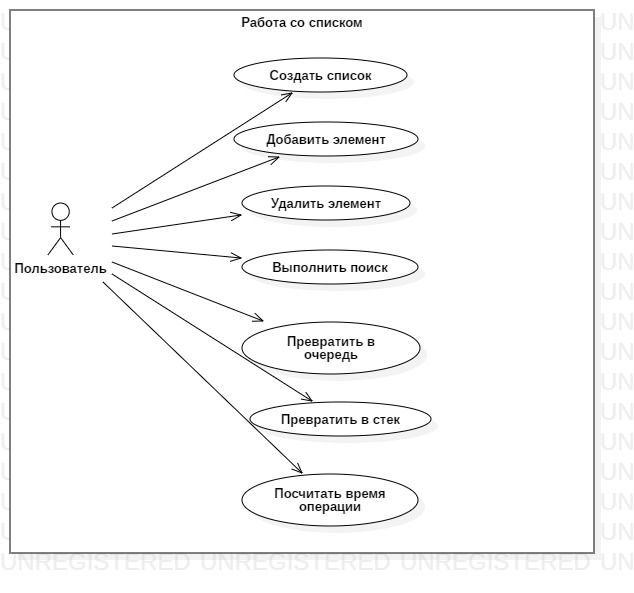 Работа со списком
Создать список
Добавить элемент
Удалить элемент
Выполнить поиск
Пользователь
Превратить в
очередь
Превратить в стек
Посчитать время
операции
UNREGISTERED UNREGISTERED UNREGISTERED UN